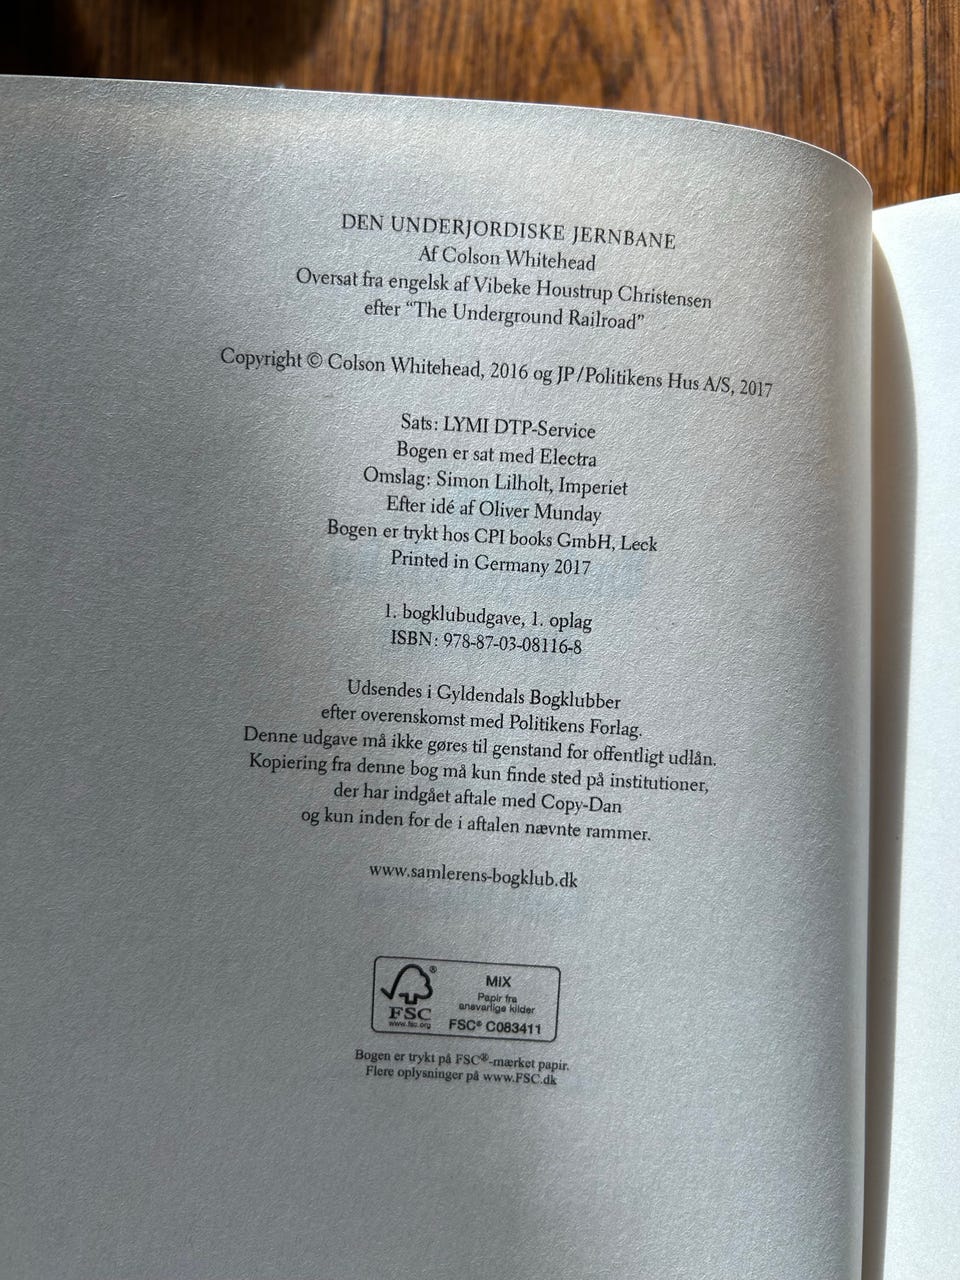 DEN UNDERJORDISKE JERNBANE
Af Colson Whitehead
Oversat fra engelsk af Vibeke Houstrup Christensen
efter “The Underground Railroad”
Copyright © Colson Whitehead, 2016 og JP/Politikens Hus A/S, 2017
Sats: LYMI DTP-Service
Bogen er sat med Electra
Omslag: Simon Lilholt, Imperiet
Efter idé af Oliver Munday
Bogen er trykt hos CPI books GmbH, Leck
Printed in Germany 2017
1. bogklubudgave, 1. oplag
ISBN: 978-87-03-08116-8
Udsendes i Gyldendals Bogklubber
efter overenskomst med Politikens Forlag.
Denne udgave må ikke gøres til genstand for offentligt udlån.
Kopiering fra denne bog må kun finde sted på institutioner,
der har indgået aftale med Copy-Dan
og kun inden for de i aftalen nævnte rammer.
www.samlerens-bogklub.dk
®
FSC
www.fsc.org
MIX
Papir fra
ansvarlige kilder
FSC® C083411
Bogen er trykt på FSC®-mærket papir.
Flere oplysninger på www.FSC.dk